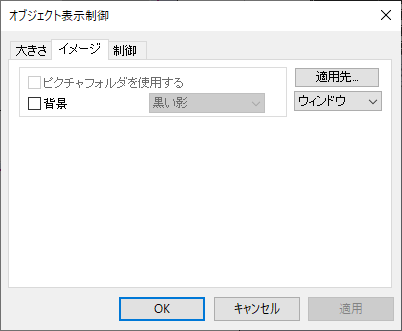 オブジェクト表示制御
大きさ イメージ 制御
ピクチャフォルダを使用する
適用先...
背景 黒い影
ウィンドウ
OK キャンセル 適用